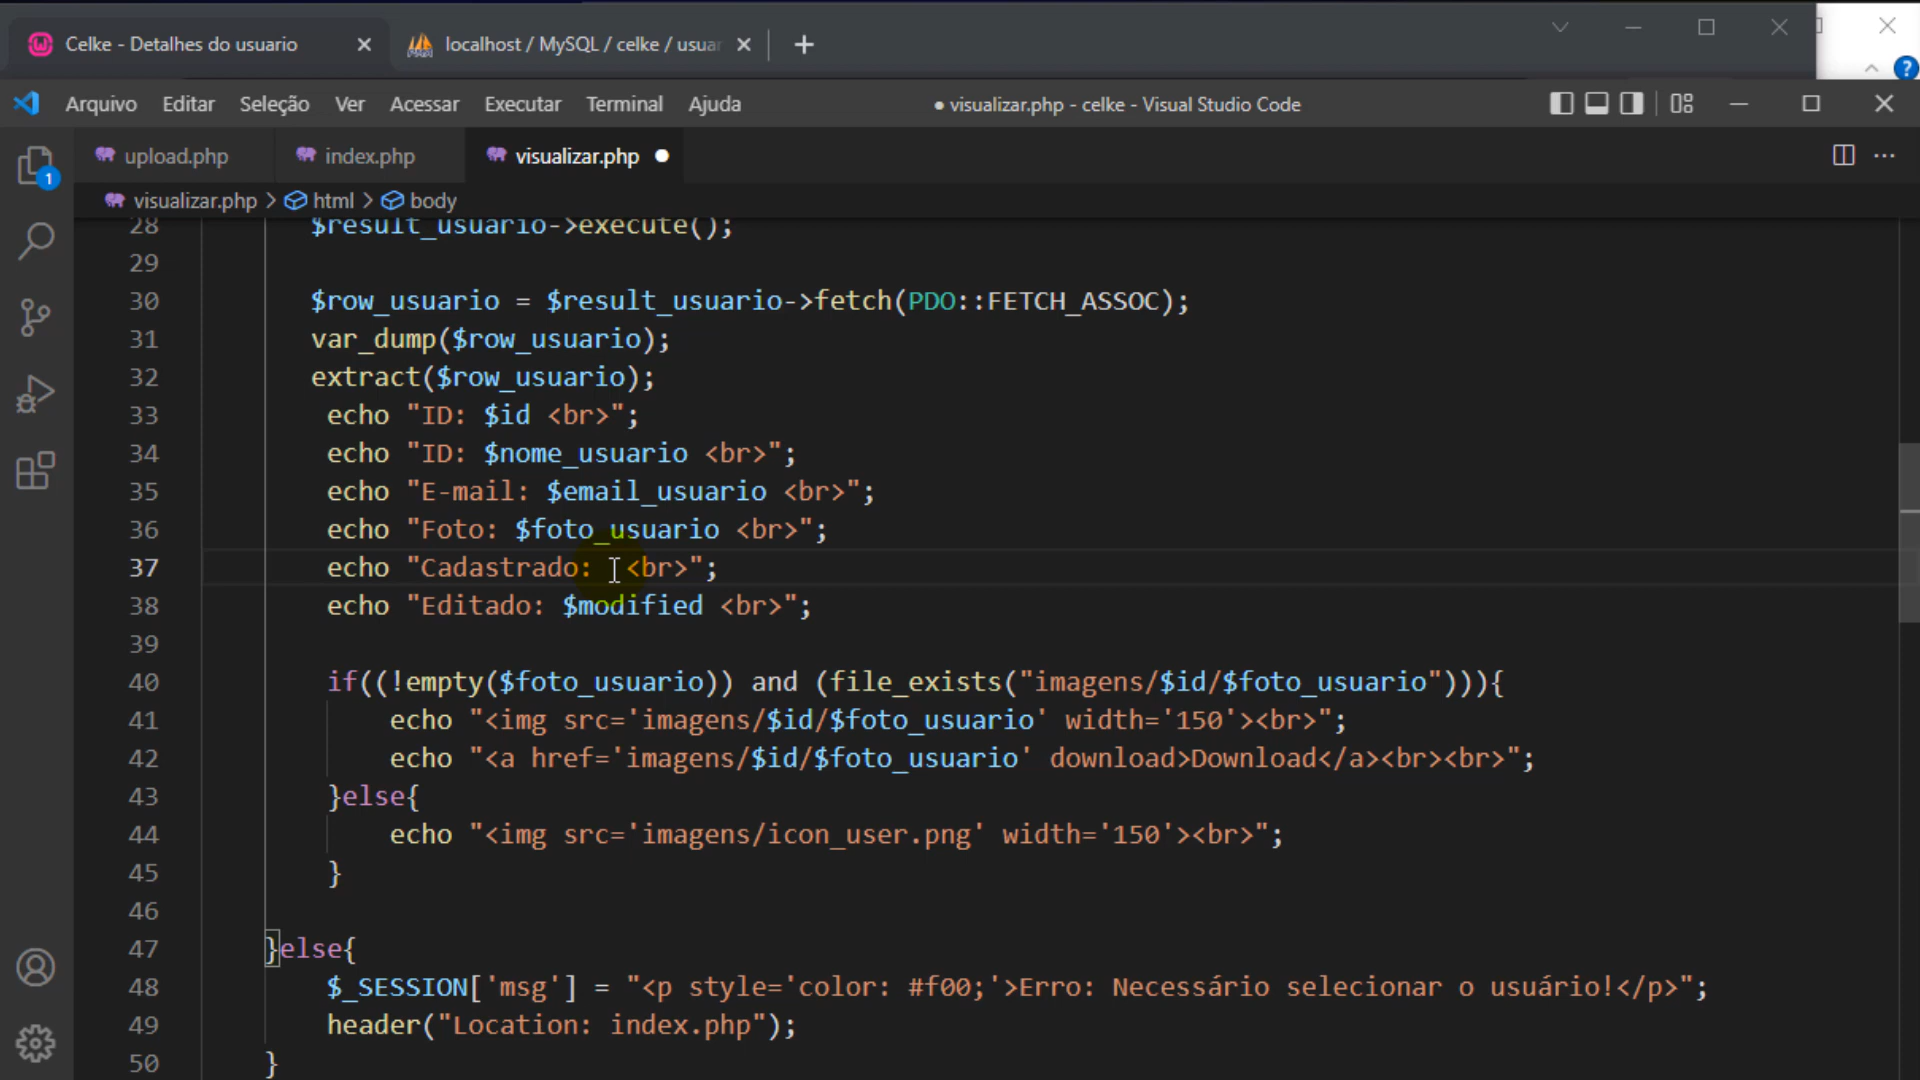 Celke - Detalhes do usuario
localhost / MySQL / celke / usuar
Arquivo Editar Seleção Ver Acessar Executar Terminal Ajuda
● visualizar.php - celke - Visual Studio Code
1
upload.php index.php visualizar.php
visualizar.php > html > body
28 $result_usuario->execute();
29
30 $row_usuario = $result_usuario->fetch(PDO::FETCH_ASSOC);
31 var_dump($row_usuario);
32 extract($row_usuario);
33 echo "ID: $id <br>";
34 echo "ID: $nome_usuario <br>";
35 echo "E-mail: $email_usuario <br>";
36 echo "Foto: $foto_usuario <br>";
37 echo "Cadastrado: <br>";
38 echo "Editado: $modified <br>";
39
40 if((!empty($foto_usuario)) and (file_exists("imagens/$id/$foto_usuario"))){
41 echo "<img src='imagens/$id/$foto_usuario' width='150'><br>";
42 echo "<a href='imagens/$id/$foto_usuario' download>Download</a><br><br>";
43 }else{
44 echo "<img src='imagens/icon_user.png' width='150'><br>";
45 }
46
47 }else{
48 $_SESSION['msg'] = "<p style='color: #f00;'>Erro: Necessário selecionar o usuário!</p>";
49 header("Location: index.php");
50 }